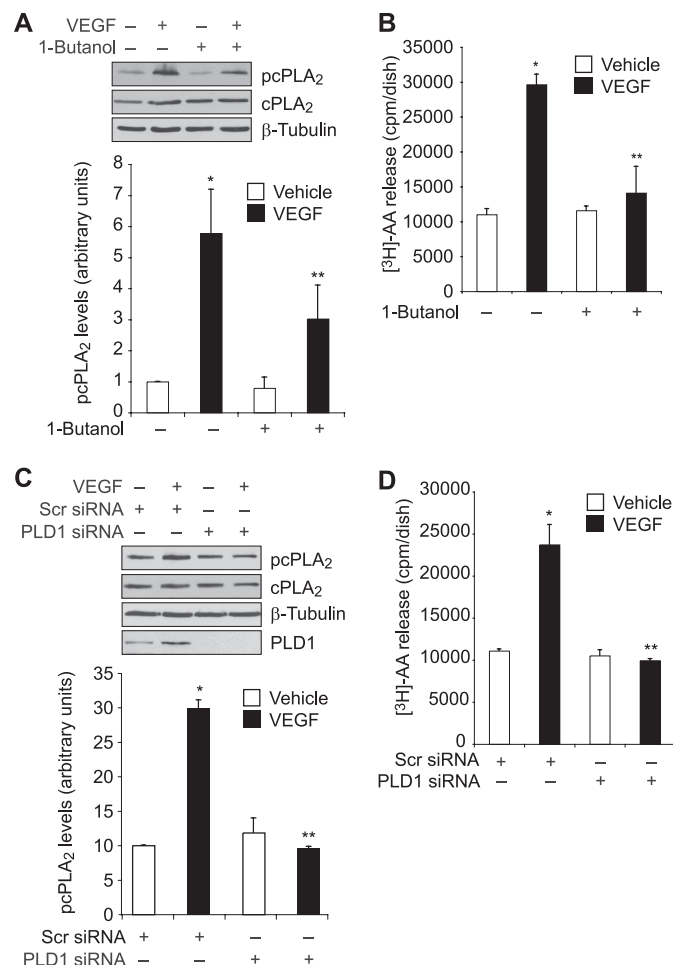 A
VEGF – + – +
1-Butanol + +
pcPLA2
cPLA2
β-Tubulin
pcPLA2 levels (arbitrary units)
8
7
6
5
4
3
2
1
0
*
**
Vehicle
VEGF
1-Butanol – – + +
B
[3H]-AA release (cpm/dish)
35000
30000
25000
20000
15000
10000
5000
0
*
**
Vehicle
VEGF
1-Butanol – – + +
C
VEGF – + – +
Scr siRNA + + – –
PLD1 siRNA – – + +
pcPLA2
cPLA2
β-Tubulin
PLD1
pcPLA2 levels (arbitrary units)
35
30
25
20
15
10
5
0
*
**
Vehicle
VEGF
Scr siRNA + + – –
PLD1 siRNA – – + +
D
[3H]-AA release (cpm/dish)
30000
25000
20000
15000
10000
5000
0
*
**
Vehicle
VEGF
Scr siRNA + + – –
PLD1 siRNA – – + +